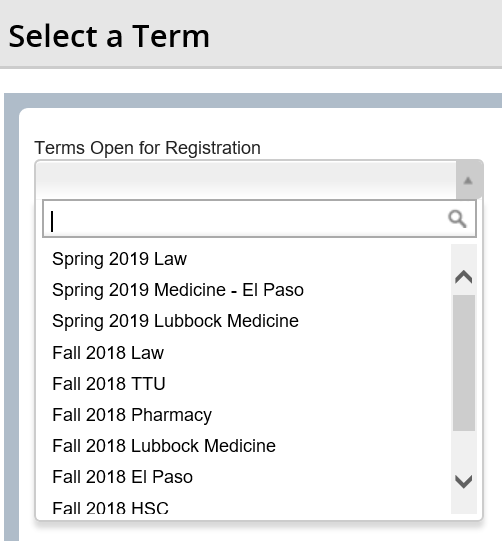 Select a Term
Terms Open for Registration
Spring 2019 Law
Spring 2019 Medicine - El Paso
Spring 2019 Lubbock Medicine
Fall 2018 Law
Fall 2018 TTU
Fall 2018 Pharmacy
Fall 2018 Lubbock Medicine
Fall 2018 El Paso
Fall 2018 HSC